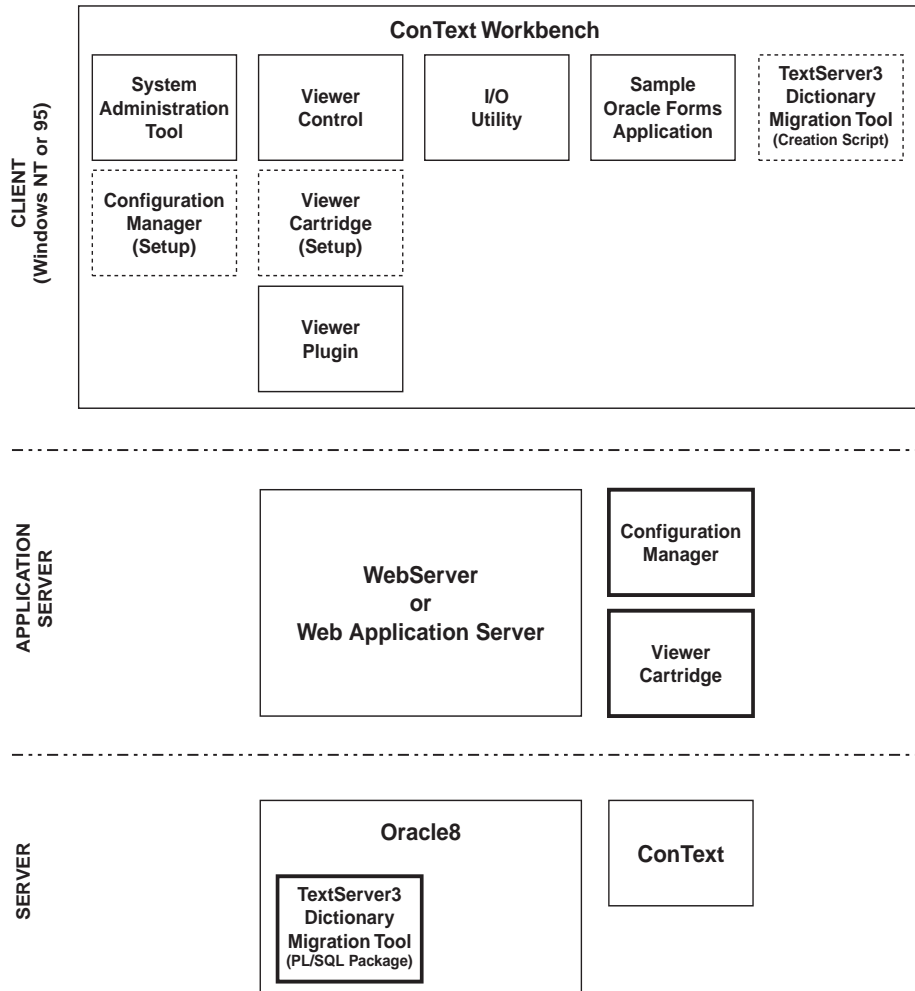 ConText Workbench
CLIENT
(Windows NT or 95)
System
Administration
Tool
Viewer
Control
I/O
Utility
Sample
Oracle Forms
Application
TextServer3
Dictionary
Migration Tool
(Creation Script)
Configuration
Manager
(Setup)
Viewer
Cartridge
(Setup)
Viewer
Plugin
APPLICATION
SERVER
WebServer
or
Web Application Server
Configuration
Manager
Viewer
Cartridge
SERVER
Oracle8
TextServer3
Dictionary
Migration Tool
(PL/SQL Package)
ConText